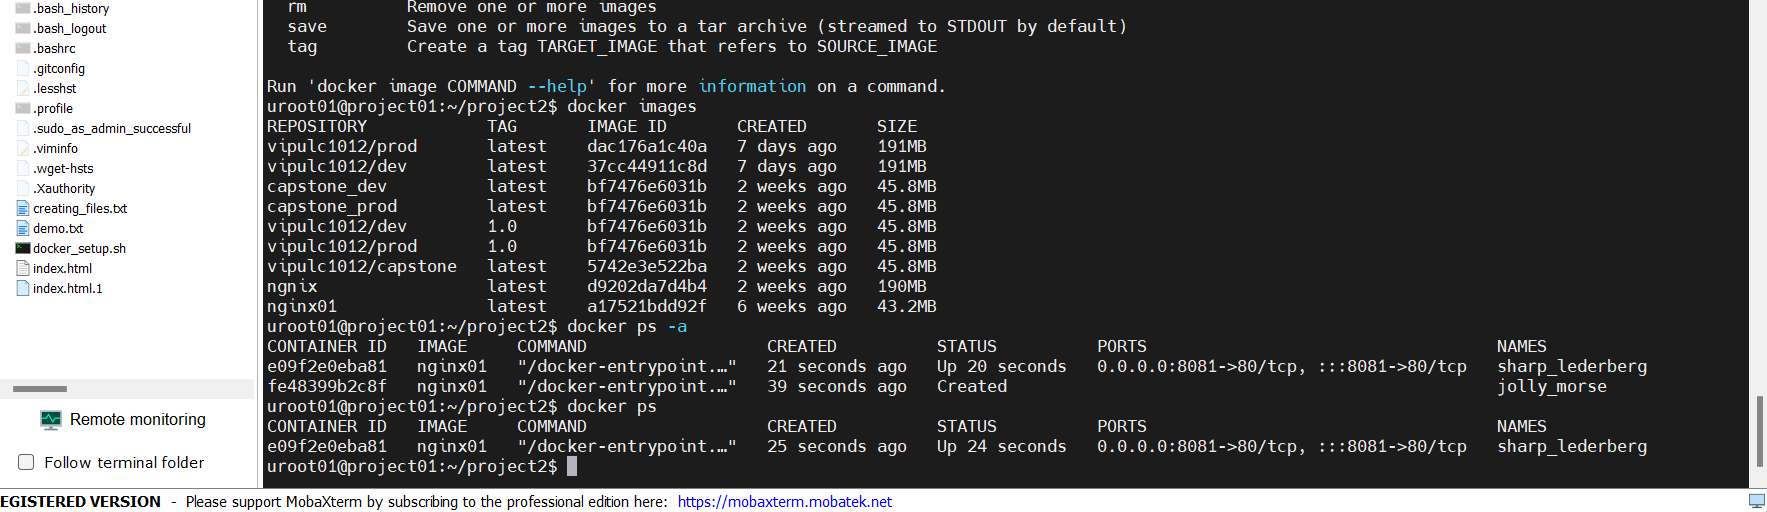 .bash_history
.bash_logout
.bashrc
.gitconfig
.lesshst
.profile
.sudo_as_admin_successful
.viminfo
.wget-hsts
.Xauthority
creating_files.txt
demo.txt
docker_setup.sh
index.html
index.html.1
Remote monitoring
Follow terminal folder
rm          Remove one or more images
save        Save one or more images to a tar archive (streamed to STDOUT by default)
tag         Create a tag TARGET_IMAGE that refers to SOURCE_IMAGE
Run 'docker image COMMAND --help' for more information on a command.
uroot01@project01:~/project2$ docker images
REPOSITORY            TAG       IMAGE ID       CREATED       SIZE
vipulc1012/prod       latest    dac176a1c40a   7 days ago    191MB
vipulc1012/dev        latest    37cc44911c8d   7 days ago    191MB
capstone_dev          latest    bf7476e6031b   2 weeks ago   45.8MB
capstone_prod         latest    bf7476e6031b   2 weeks ago   45.8MB
vipulc1012/dev        1.0       bf7476e6031b   2 weeks ago   45.8MB
vipulc1012/prod       1.0       bf7476e6031b   2 weeks ago   45.8MB
vipulc1012/capstone   latest    5742e3e522ba   2 weeks ago   45.8MB
ngnix                 latest    d9202da7d4b4   2 weeks ago   190MB
nginx01               latest    a17521bdd92f   6 weeks ago   43.2MB
uroot01@project01:~/project2$ docker ps -a
CONTAINER ID   IMAGE     COMMAND                  CREATED          STATUS          PORTS                                   NAMES
e09f2e0eba81   nginx01   "/docker-entrypoint.…"   21 seconds ago   Up 20 seconds   0.0.0.0:8081->80/tcp, :::8081->80/tcp   sharp_lederberg
fe48399b2c8f   nginx01   "/docker-entrypoint.…"   39 seconds ago   Created                                                 jolly_morse
uroot01@project01:~/project2$ docker ps
CONTAINER ID   IMAGE     COMMAND                  CREATED          STATUS          PORTS                                   NAMES
e09f2e0eba81   nginx01   "/docker-entrypoint.…"   25 seconds ago   Up 24 seconds   0.0.0.0:8081->80/tcp, :::8081->80/tcp   sharp_lederberg
uroot01@project01:~/project2$
EGISTERED VERSION - Please support MobaXterm by subscribing to the professional edition here: https://mobaxterm.mobatek.net